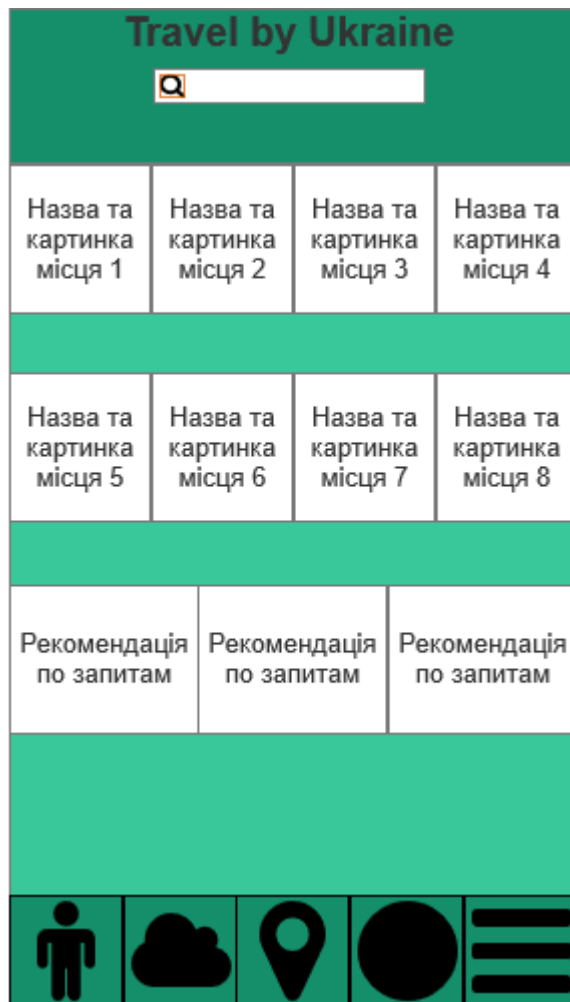 Travel by Ukraine
Назва та
картинка
місця 1
Назва та
картинка
місця 2
Назва та
картинка
місця 3
Назва та
картинка
місця 4
Назва та
картинка
місця 5
Назва та
картинка
місця 6
Назва та
картинка
місця 7
Назва та
картинка
місця 8
Рекомендація
по запитам
Рекомендація
по запитам
Рекомендація
по запитам